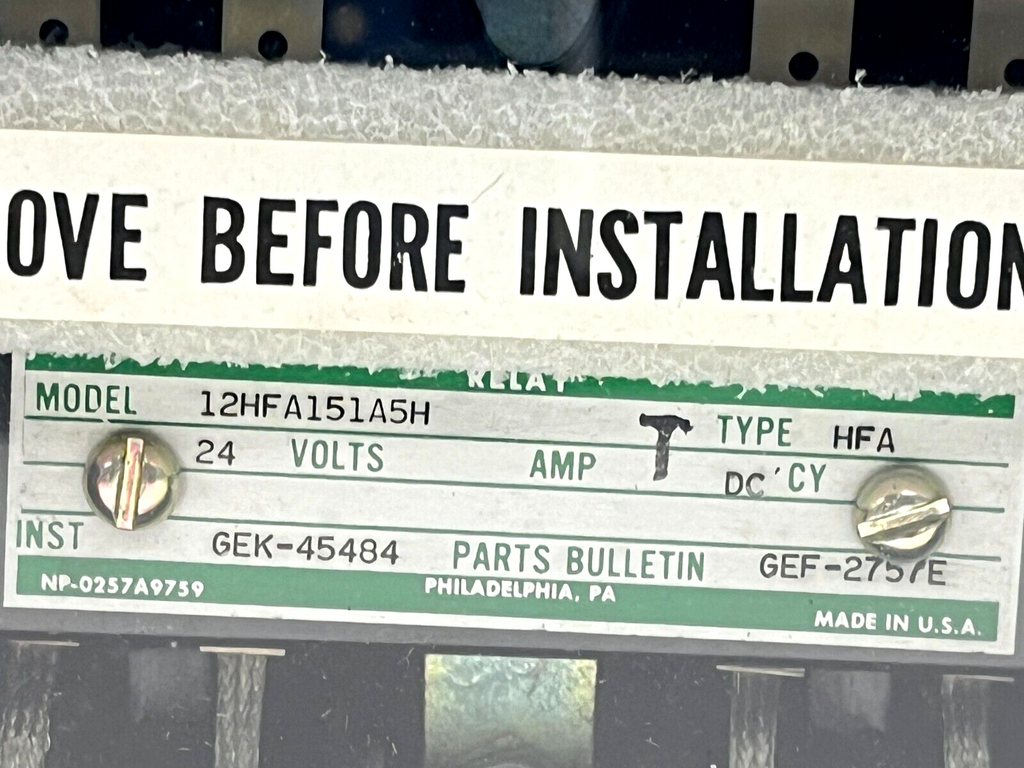 OVE BEFORE INSTALLATION
RELAY
MODEL 12HFA151A5H T TYPE HFA
24 VOLTS AMP DC CY
INST GEK-45484 PARTS BULLETIN GEF-2757E
NP-0257A9759 PHILADELPHIA, PA
MADE IN U.S.A.